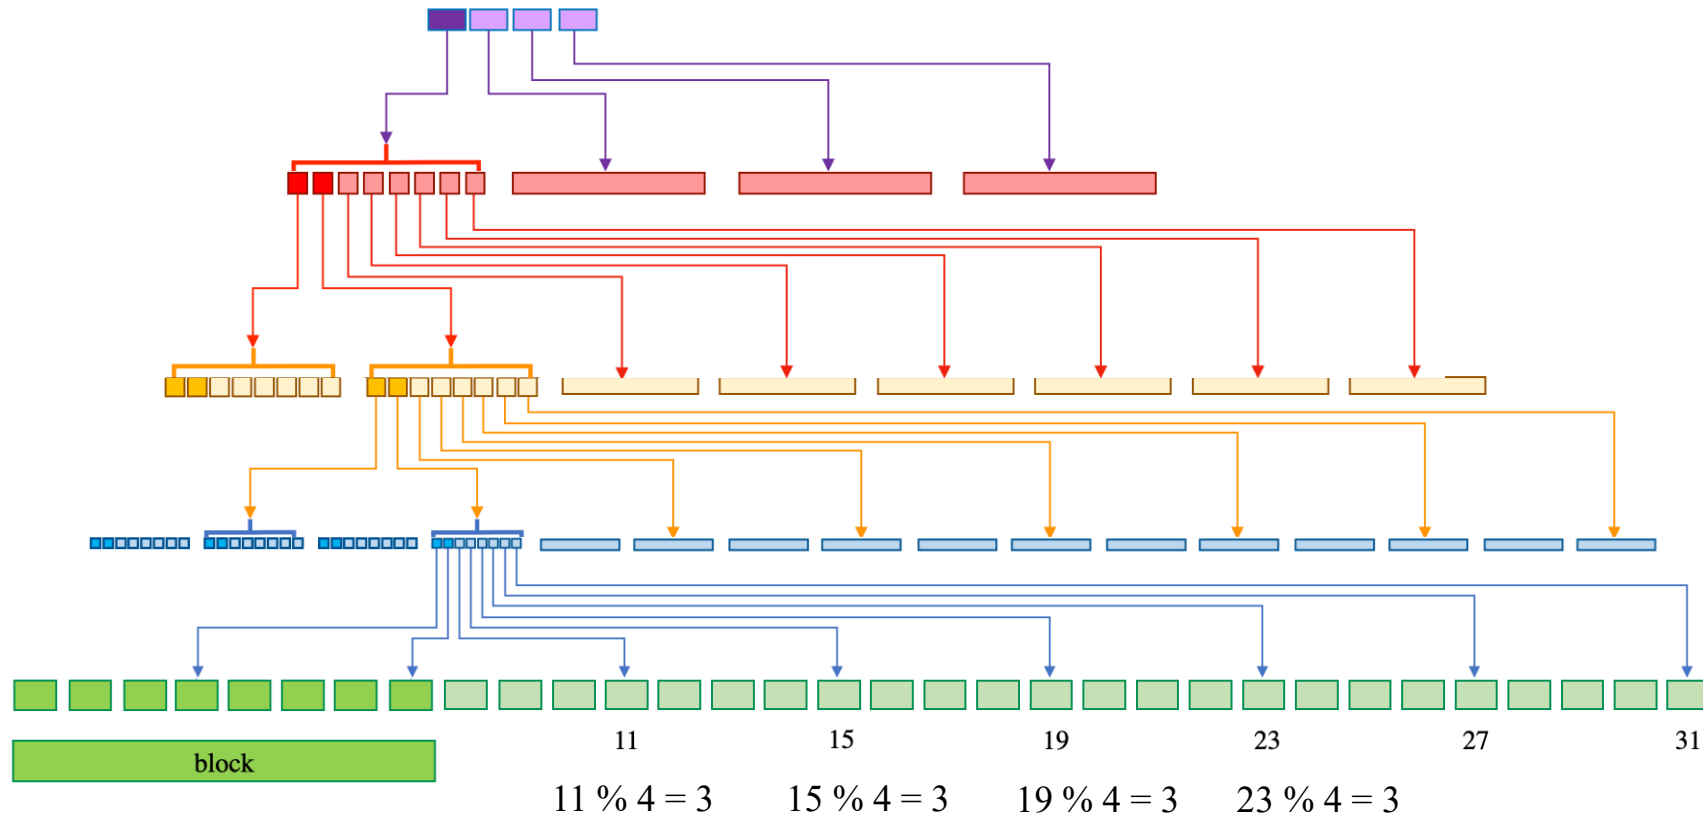 11 15 19 23 27 31
block
11 % 4 = 3 15 % 4 = 3 19 % 4 = 3 23 % 4 = 3